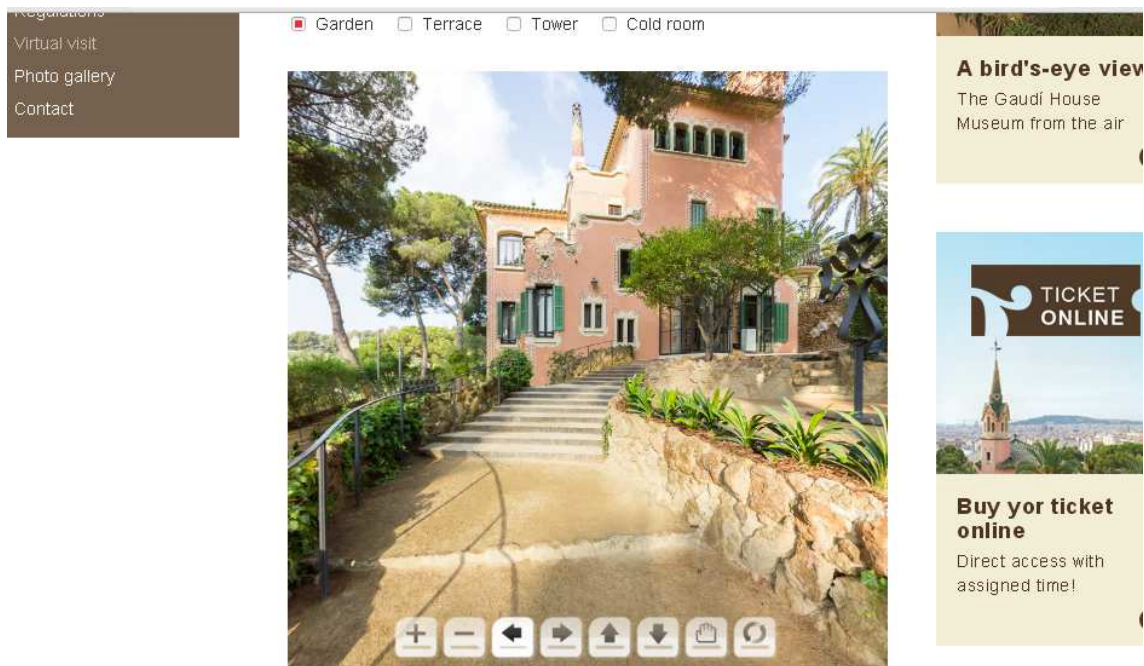 Regulations
Virtual visit
Photo gallery
Contact
Garden Terrace Tower Cold room
A bird's-eye view
The Gaudí House
Museum from the air
TICKET
ONLINE
Buy yor ticket
online
Direct access with
assigned time!